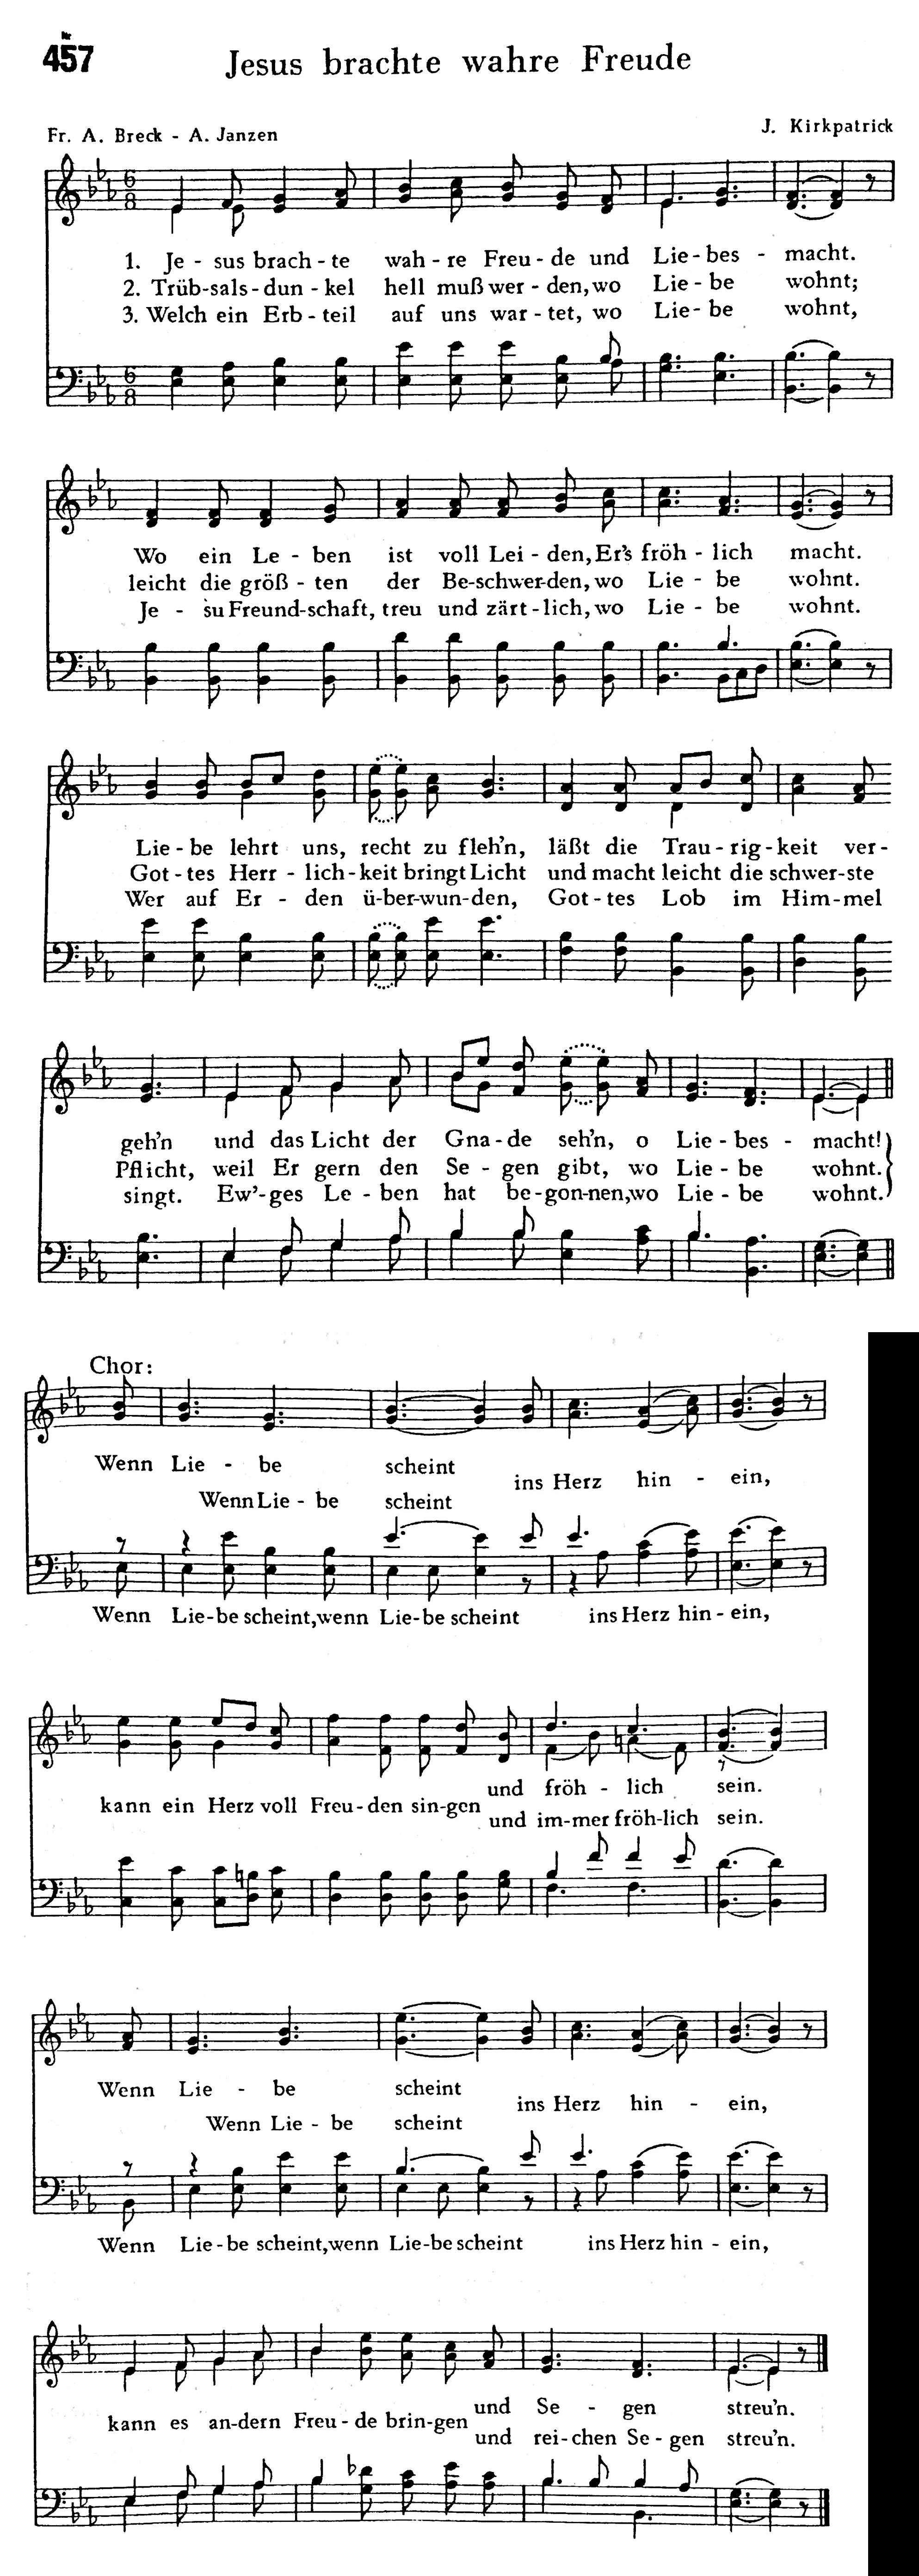 Nr
457
Jesus brachte wahre Freude
Fr. A. Breck - A. Janzen
J. Kirkpatrick
1. Je - sus brach - te wah - re Freu - de und Lie - bes - macht.
2. Trüb-sals - dun - kel hell muß wer - den, wo Lie - be wohnt;
3. Welch ein Erb - teil auf uns war - tet, wo Lie - be wohnt,
Wo ein Le - ben ist voll Lei - den, Er's fröh - lich macht.
leicht die größ - ten der Be-schwer-den, wo Lie - be wohnt.
Je - su Freund-schaft, treu und zärt-lich, wo Lie - be wohnt.
Lie - be lehrt uns, recht zu fleh'n, läßt die Trau - rig - keit ver-
Got - tes Herr - lich - keit bringt Licht und macht leicht die schwer-ste
Wer auf Er - den ü-ber-wun-den, Got - tes Lob im Him - mel
geh'n und das Licht der Gna - de seh'n, o Lie - bes - macht!
Pflicht, weil Er gern den Se - gen gibt, wo Lie - be wohnt.
singt. Ew'-ges Le - ben hat be-gon-nen, wo Lie - be wohnt.
Chor:
Wenn Lie - be scheint ins Herz hin - ein,
Wenn Lie - be scheint
Wenn Lie-be scheint, wenn Lie-be scheint ins Herz hin - ein,
kann ein Herz voll Freu-den sin-gen und fröh - lich sein.
und im-mer fröh-lich sein.
Wenn Lie - be scheint ins Herz hin - ein,
Wenn Lie - be scheint
Wenn Lie-be scheint, wenn Lie-be scheint ins Herz hin - ein,
kann es an-dern Freu - de brin-gen und Se - gen streu'n.
und rei-chen Se - gen streu'n.